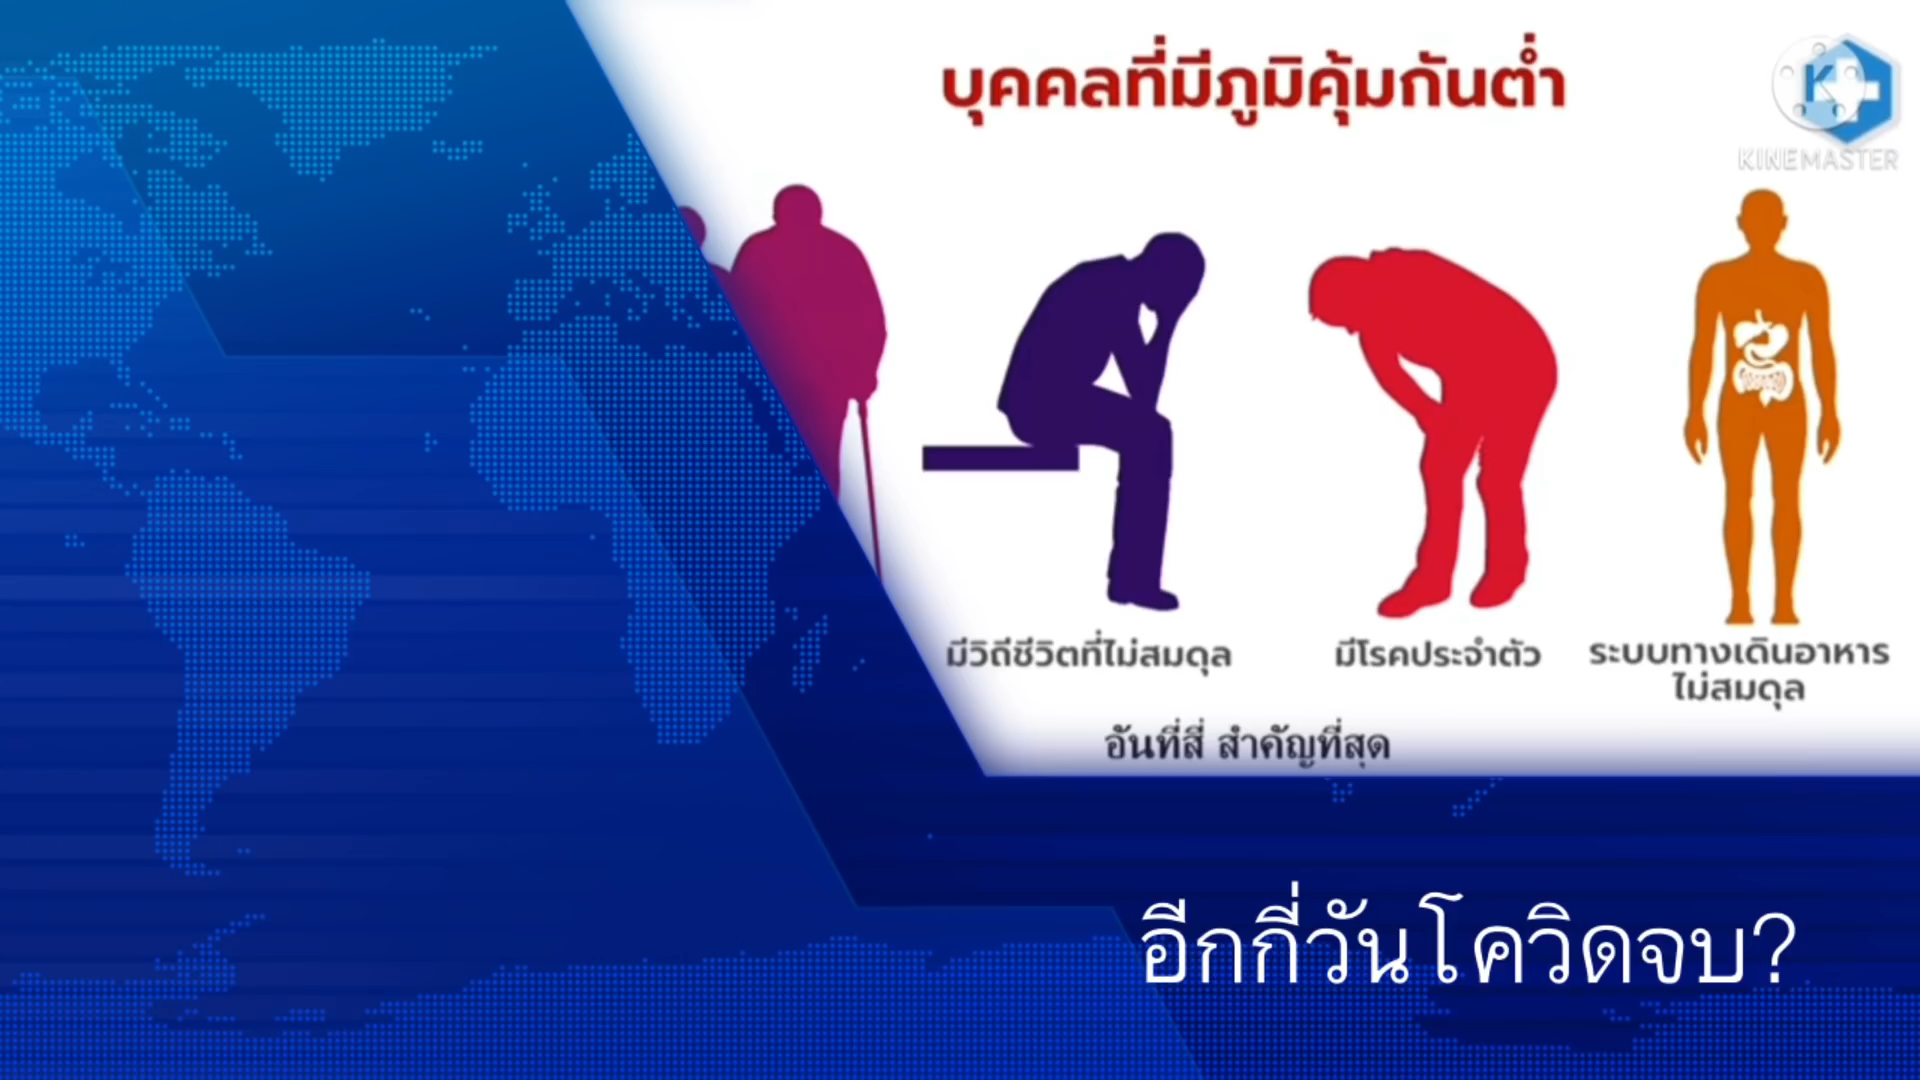 บุคคลที่มีภูมิคุ้มกันต่ำ
KINEMASTER
มีวิถีชีวิตที่ไม่สมดุล
มีโรคประจำตัว
ระบบทางเดินอาหาร
ไม่สมดุล
อันที่สี่ สำคัญที่สุด
อีกกี่วันโควิดจบ?